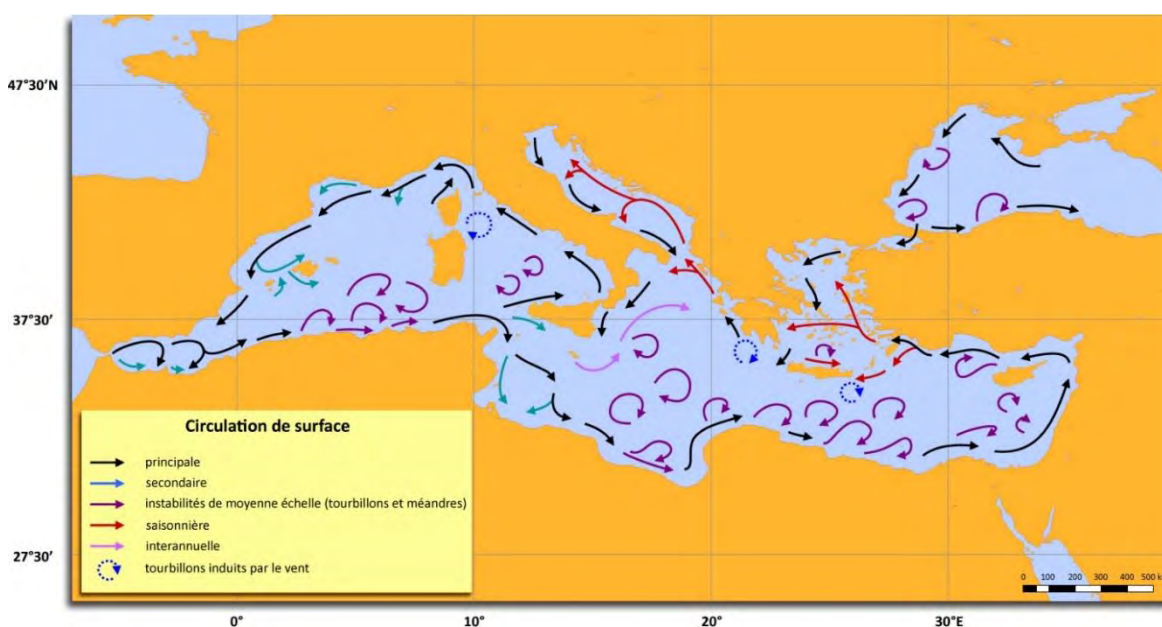 47°30'N
37°30'
27°30'
Circulation de surface
principale
secondaire
instabilités de moyenne échelle (tourbillons et méandres)
saisonnière
interannuelle
tourbillons induits par le vent
0 100 200 300 400 500 k
0° 10° 20° 30°E